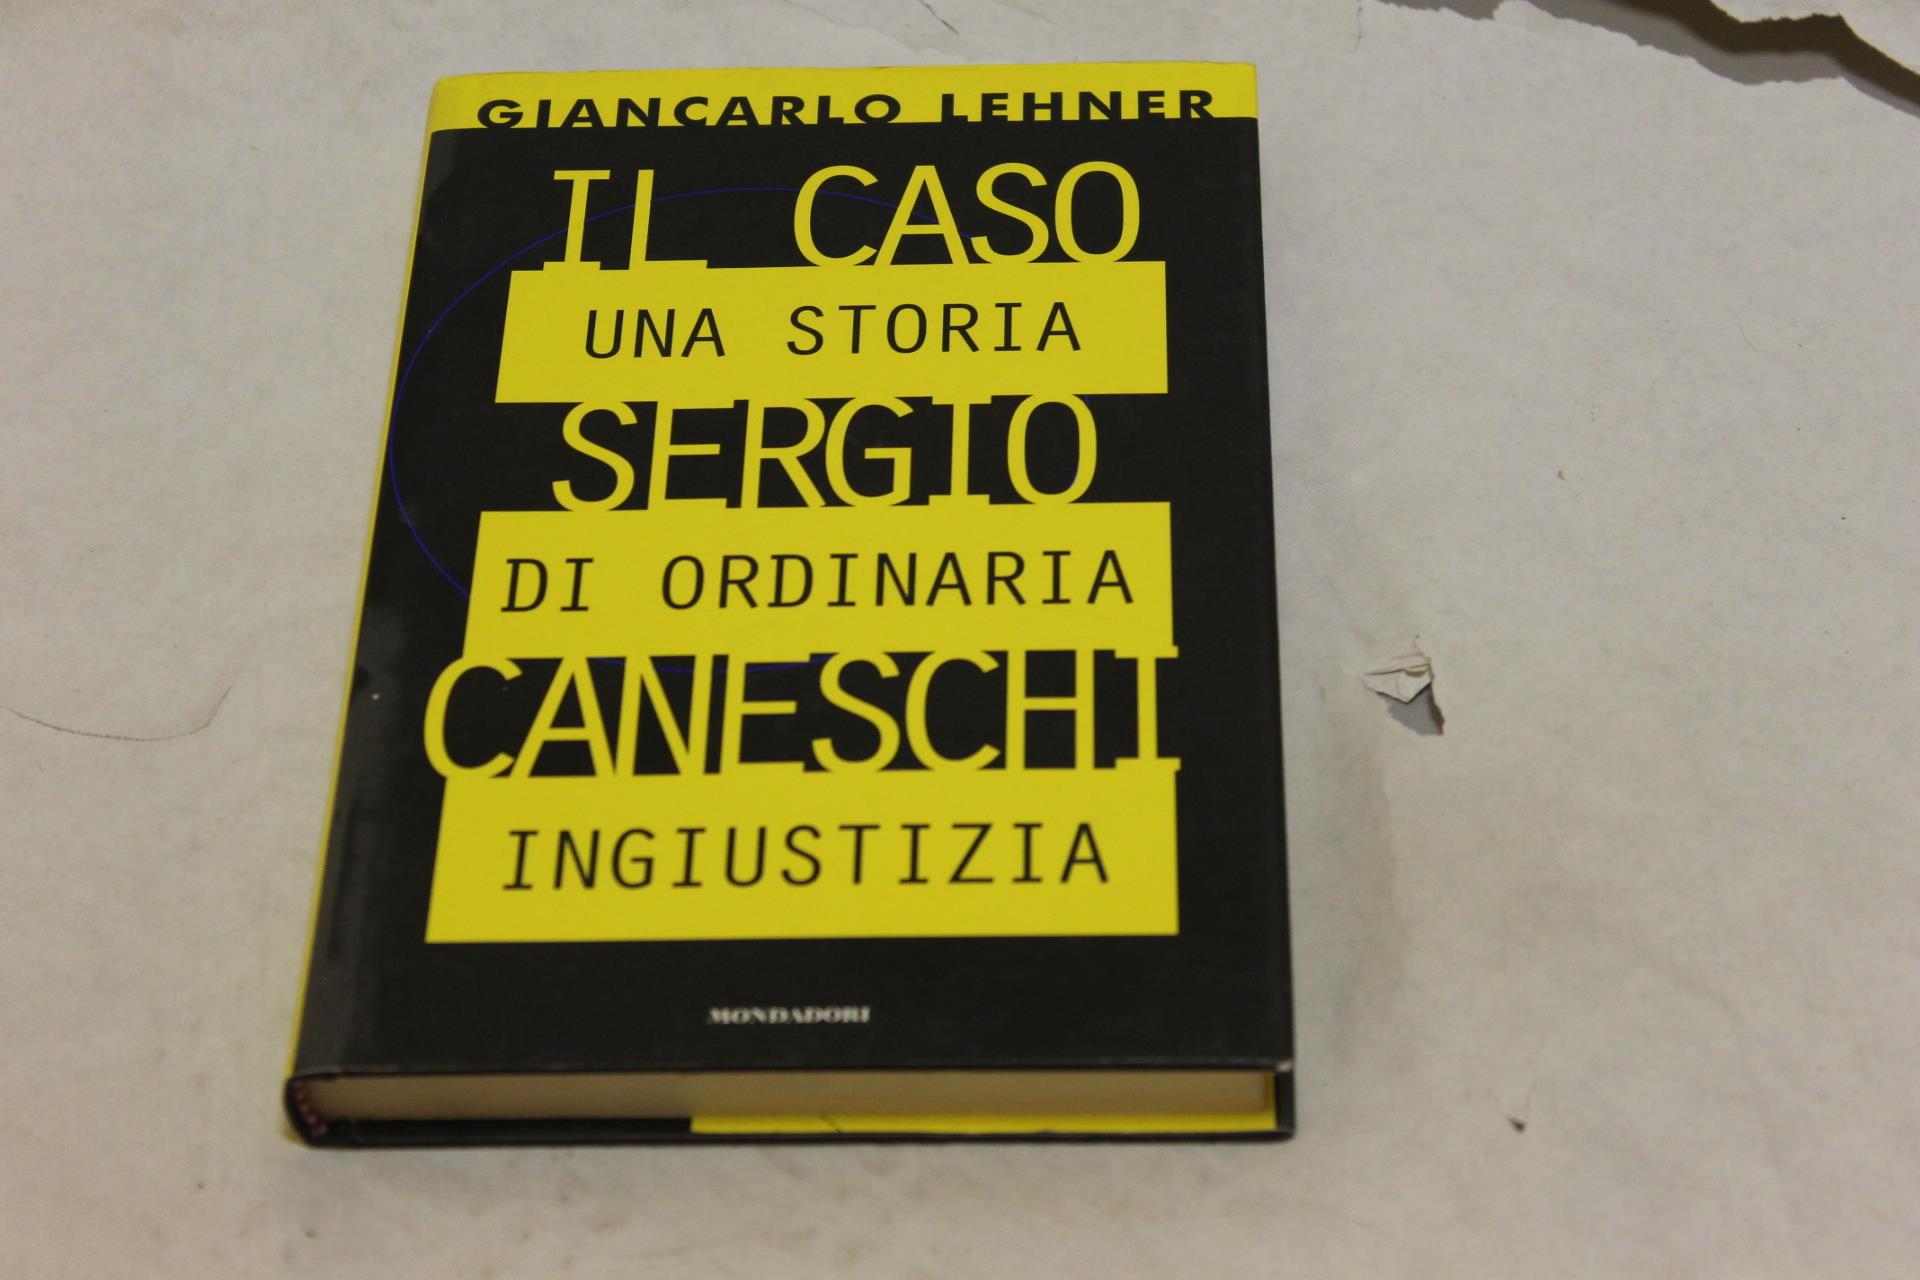 GIANCARLO LEHNER
IL CASO
UNA STORIA
SERGIO
DI ORDINARIA
CANESCHI
INGIUSTIZIA
MONDADORI